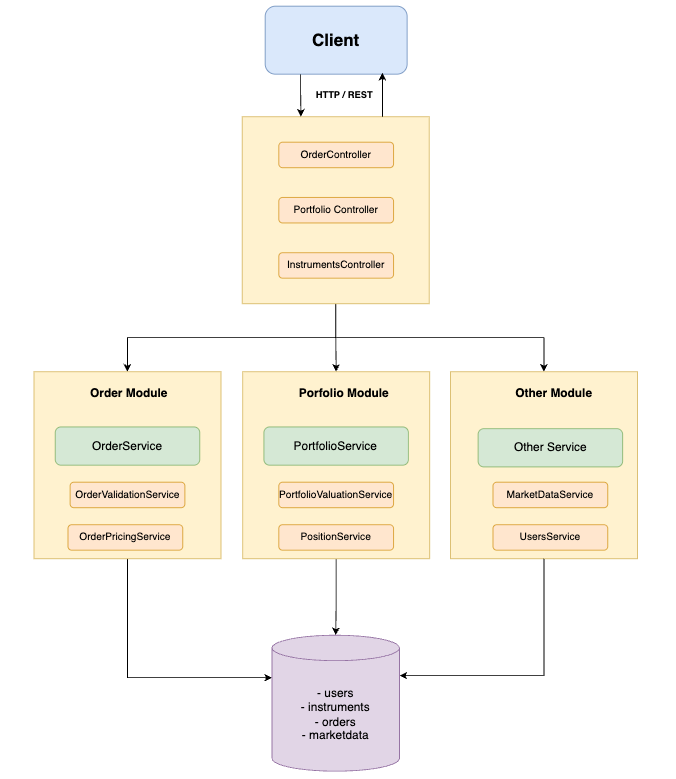 Client
HTTP / REST
OrderController
Portfolio Controller
InstrumentsController
Order Module
OrderService
OrderValidationService
OrderPricingService
Porfolio Module
PortfolioService
PortfolioValuationService
PositionService
Other Module
Other Service
MarketDataService
UsersService
- users
- instruments
- orders
- marketdata